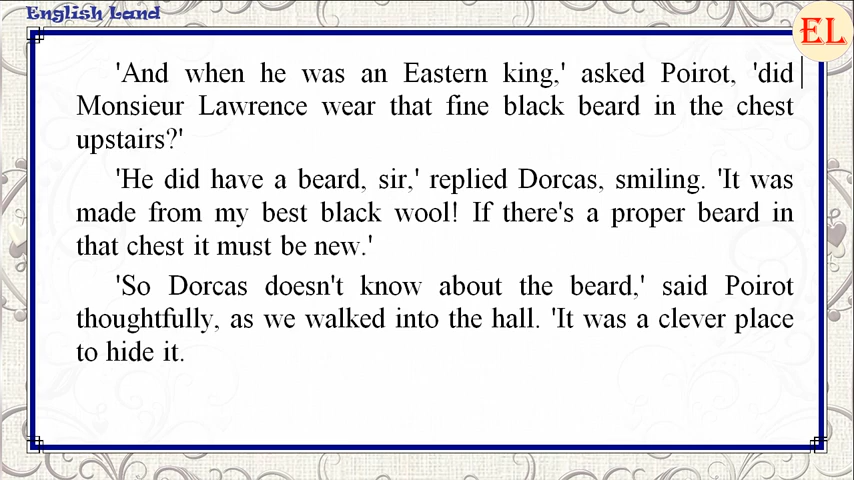 English Land
EL
'And when he was an Eastern king,' asked Poirot, 'did
Monsieur Lawrence wear that fine black beard in the chest
upstairs?'
'He did have a beard, sir,' replied Dorcas, smiling. 'It was
made from my best black wool! If there's a proper beard in
that chest it must be new.'
'So Dorcas doesn't know about the beard,' said Poirot
thoughtfully, as we walked into the hall. 'It was a clever place
to hide it.